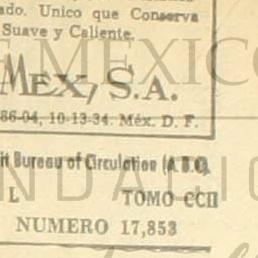 ado. Unico que Conserva
Suave y Caliente.
MEX, S.A.
86-04, 10-13-34. Méx. D. F.
it Bureau of Circulation (A.B.C).
L TOMO CCII
NUMERO 17,853